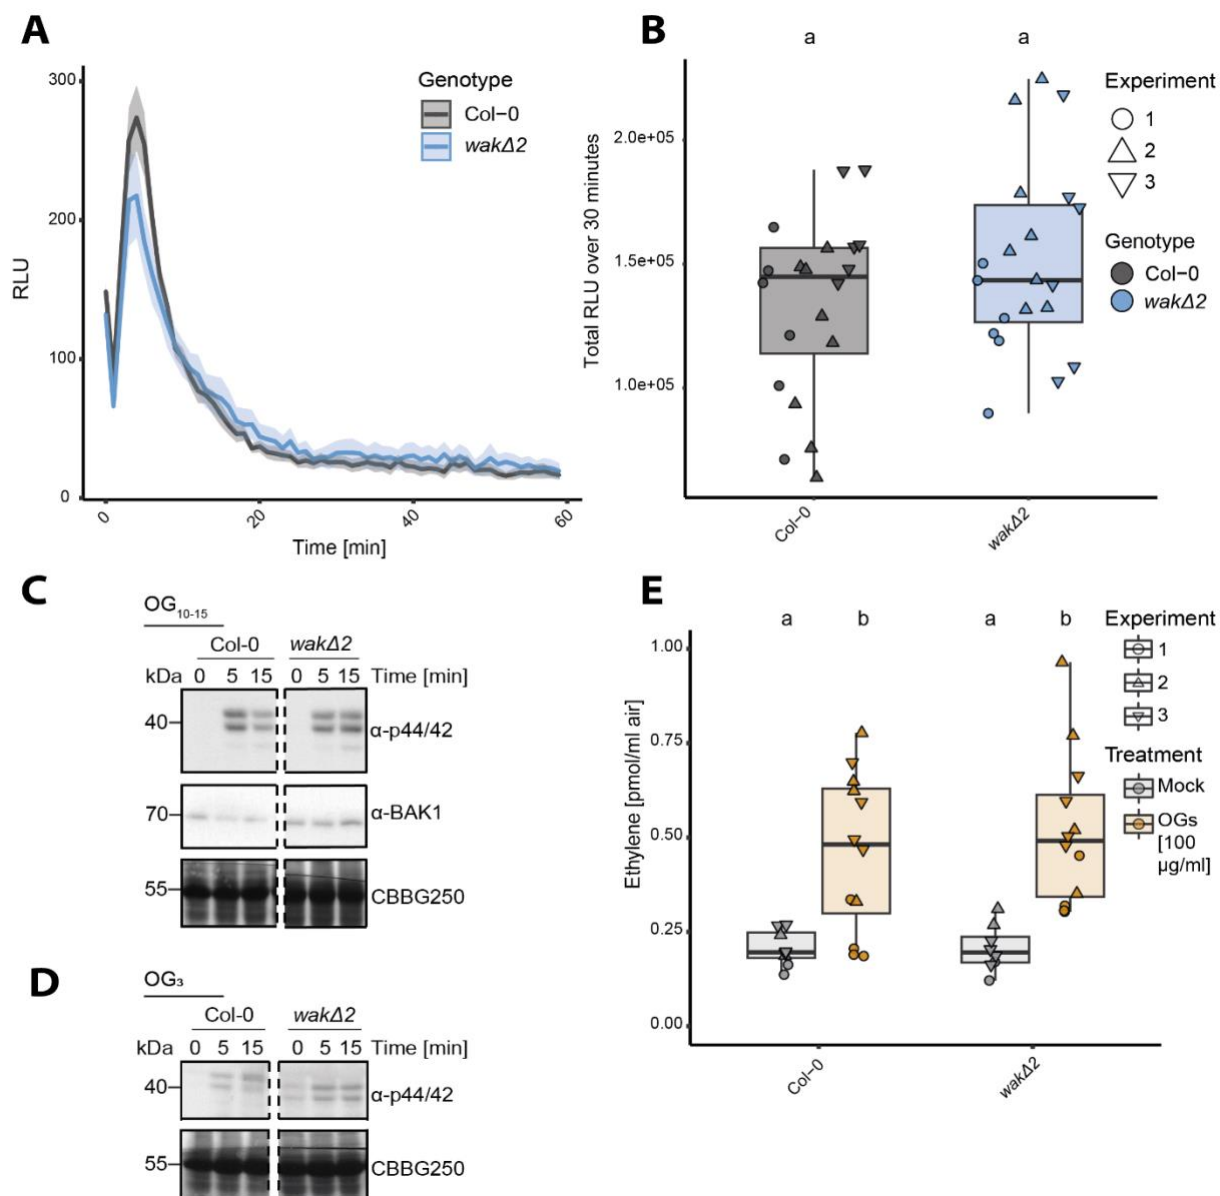 A
RLU
300
200
100
0
0
20
40
60
Time [min]
Genotype
Col-0
wakΔ2
B
a
a
Total RLU over 30 minutes
2.0e+05
1.5e+05
1.0e+05
Col-0
wakΔ2
Experiment
1
2
3
Genotype
Col-0
wakΔ2
C
OG10-15
Col-0 wakΔ2
kDa 0 5 15 Time [min]
40 α-p44/42
70 α-BAK1
55 CBBG250
D
OG3
Col-0 wakΔ2
kDa 0 5 15 0 5 15 Time [min]
40 α-p44/42
55 CBBG250
E
a b a b
Ethylene [pmol/ml air]
1.00
0.75
0.50
0.25
0.00
Col-0
wakΔ2
Experiment
1
2
3
Treatment
Mock
OGs
[100
μg/ml]